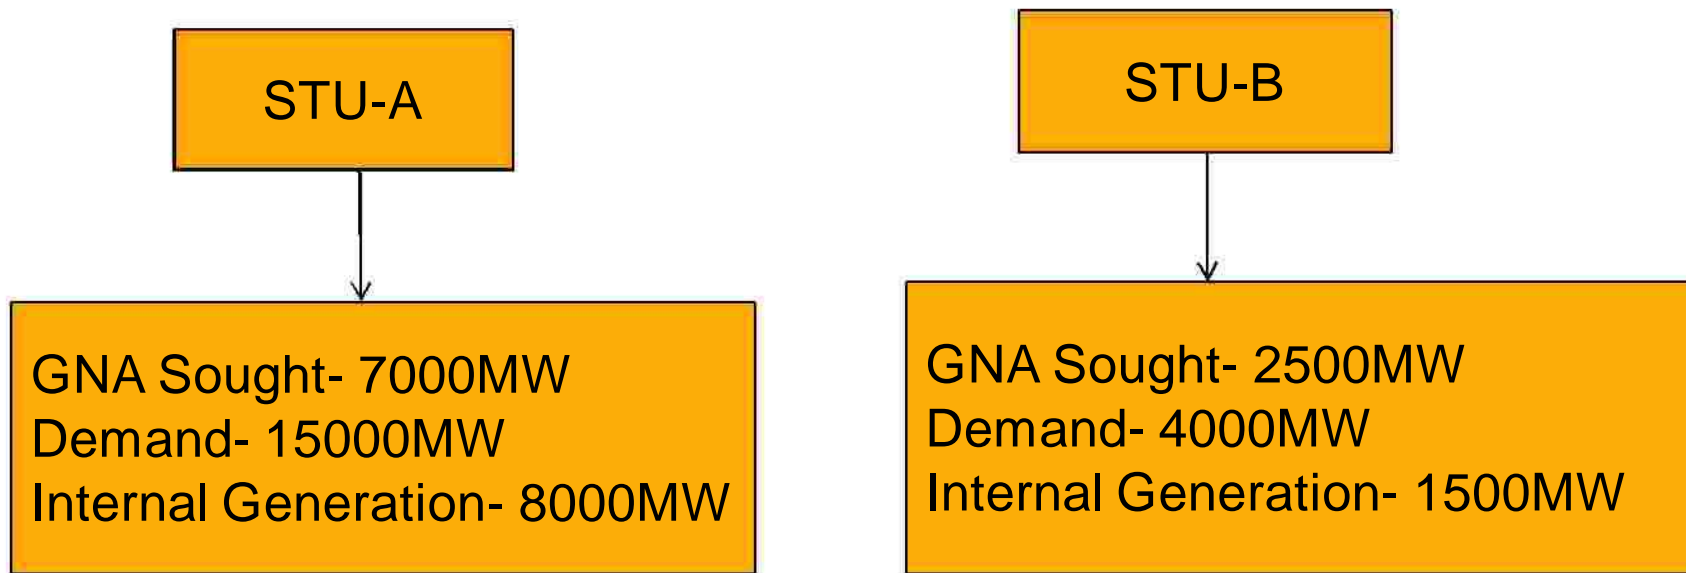 STU-A
STU-B
GNA Sought- 7000MW
Demand- 15000MW
Internal Generation- 8000MW
GNA Sought- 2500MW
Demand- 4000MW
Internal Generation- 1500MW